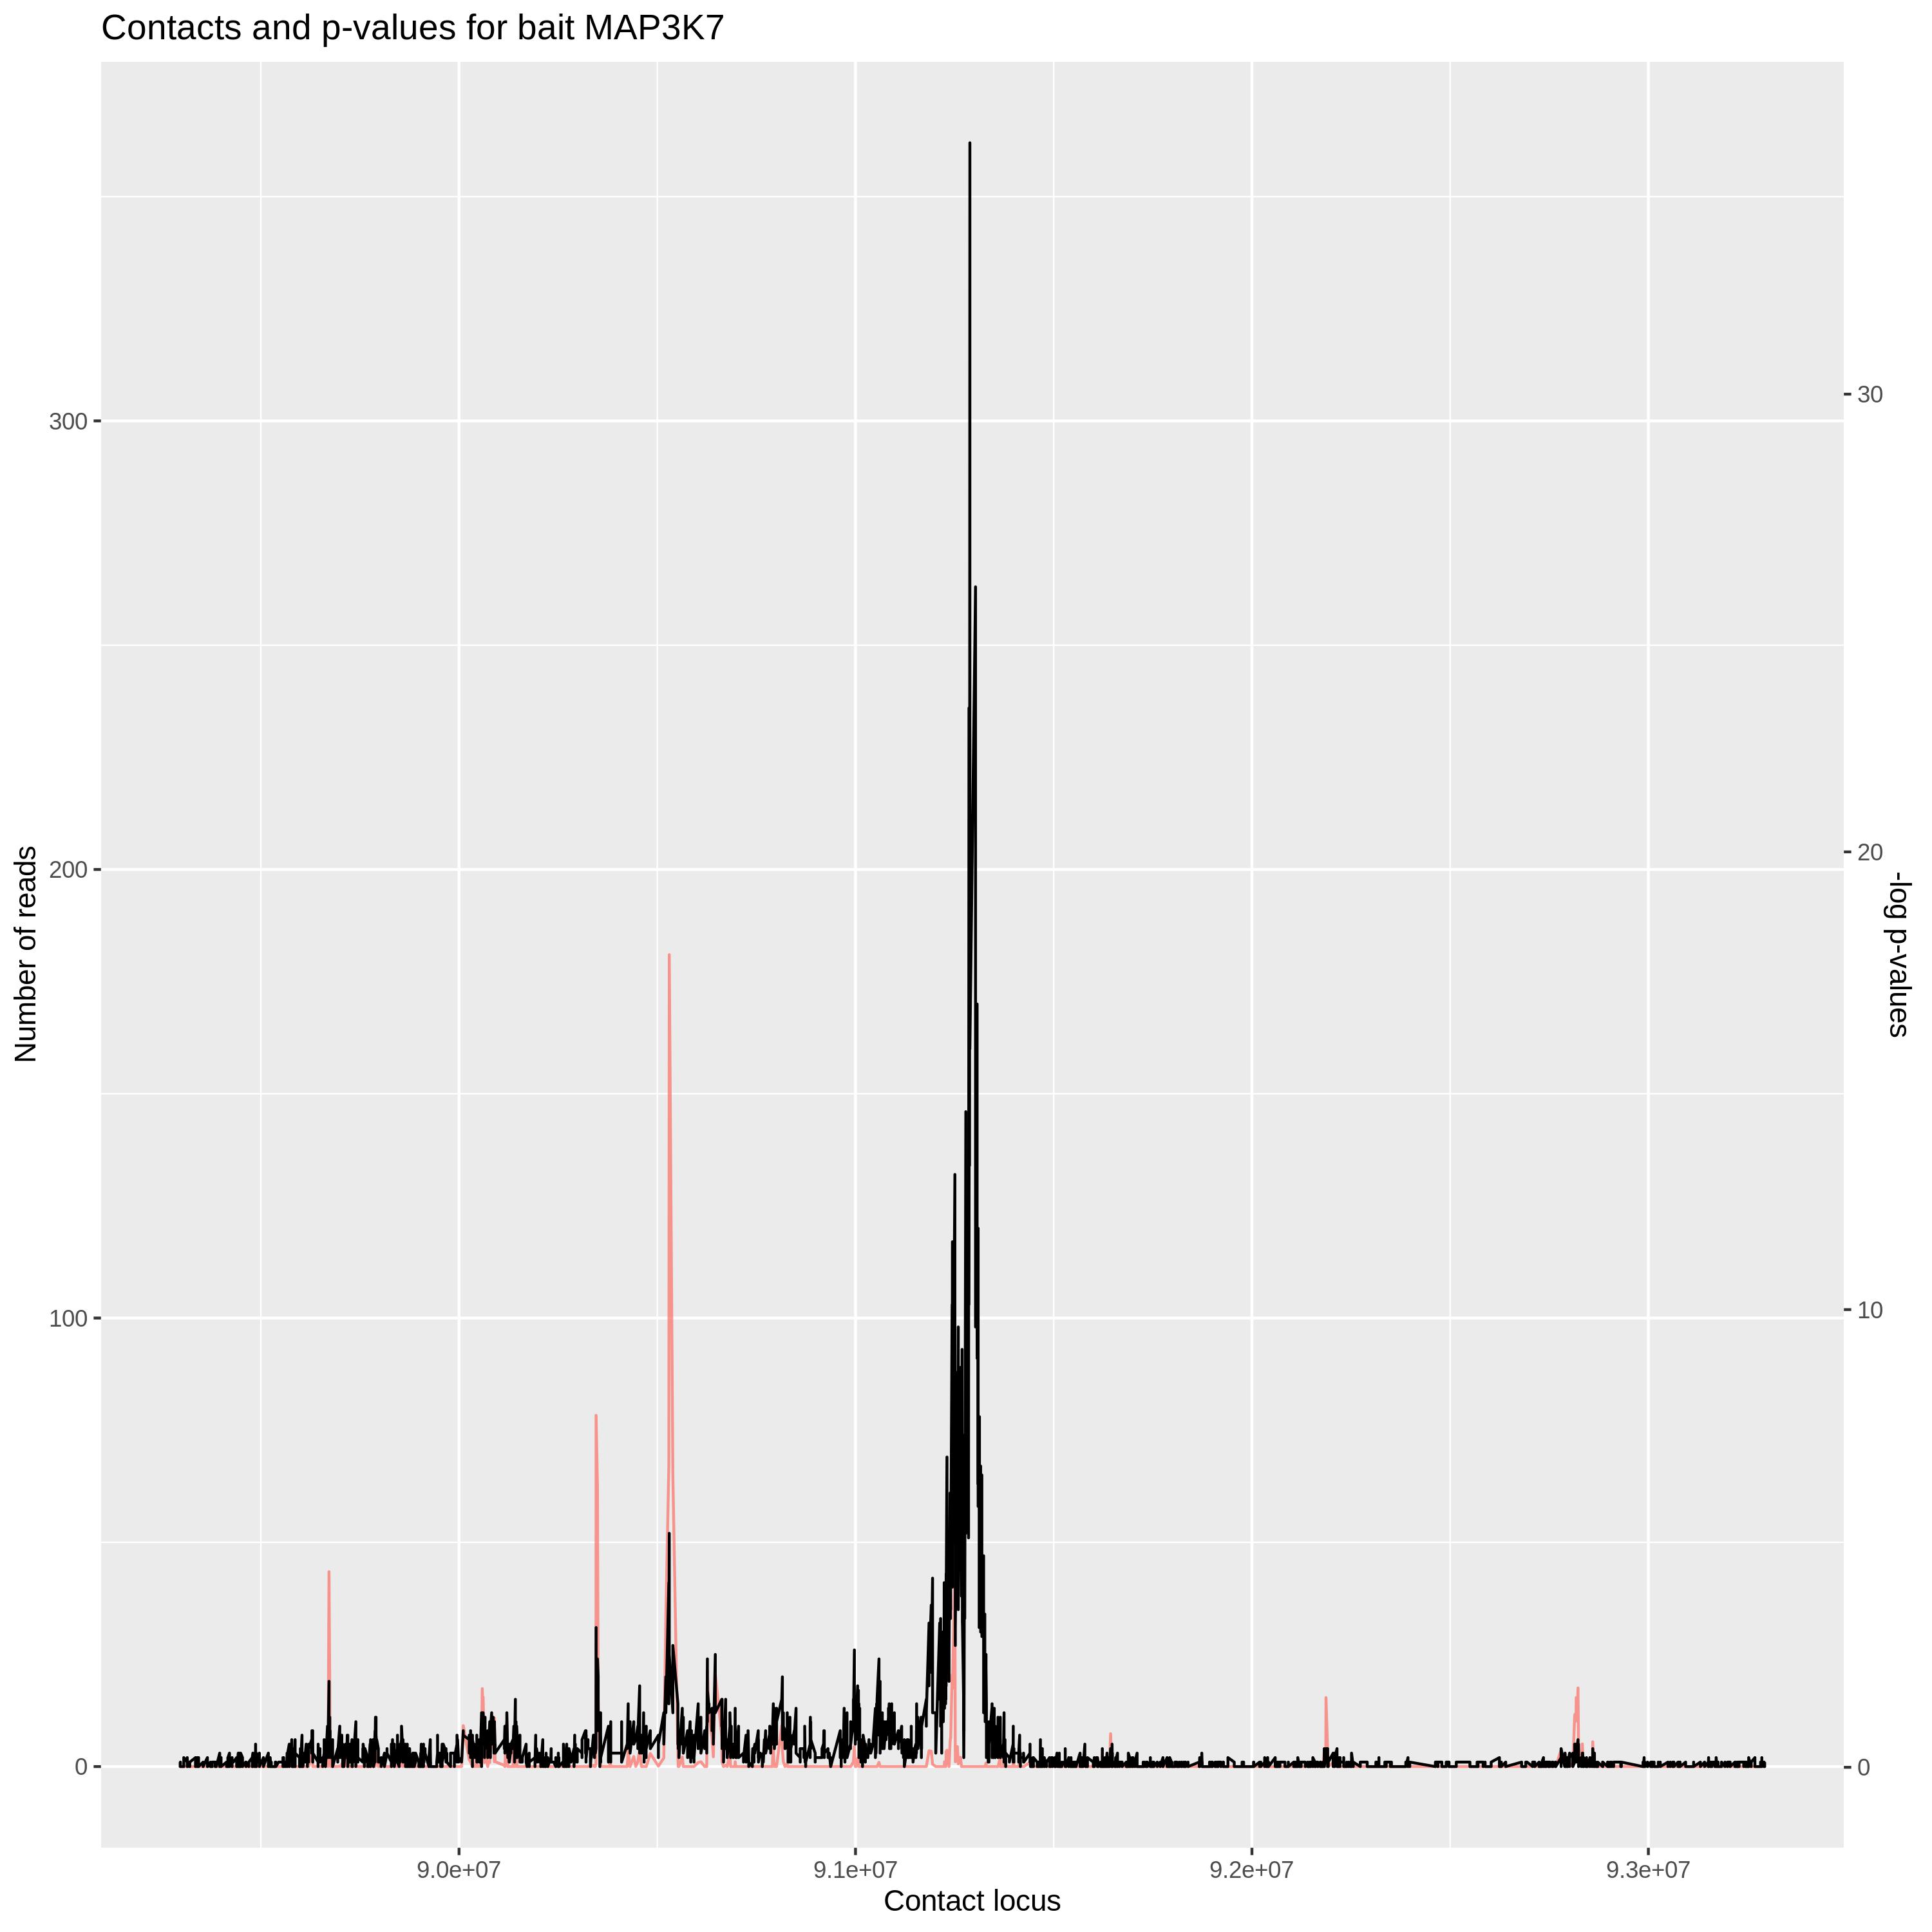 Contacts and p-values for bait MAP3K7
Number of reads
300
200
100
0
30
20
10
0
-log p-values
9.0e+07
9.1e+07
9.2e+07
9.3e+07
Contact locus